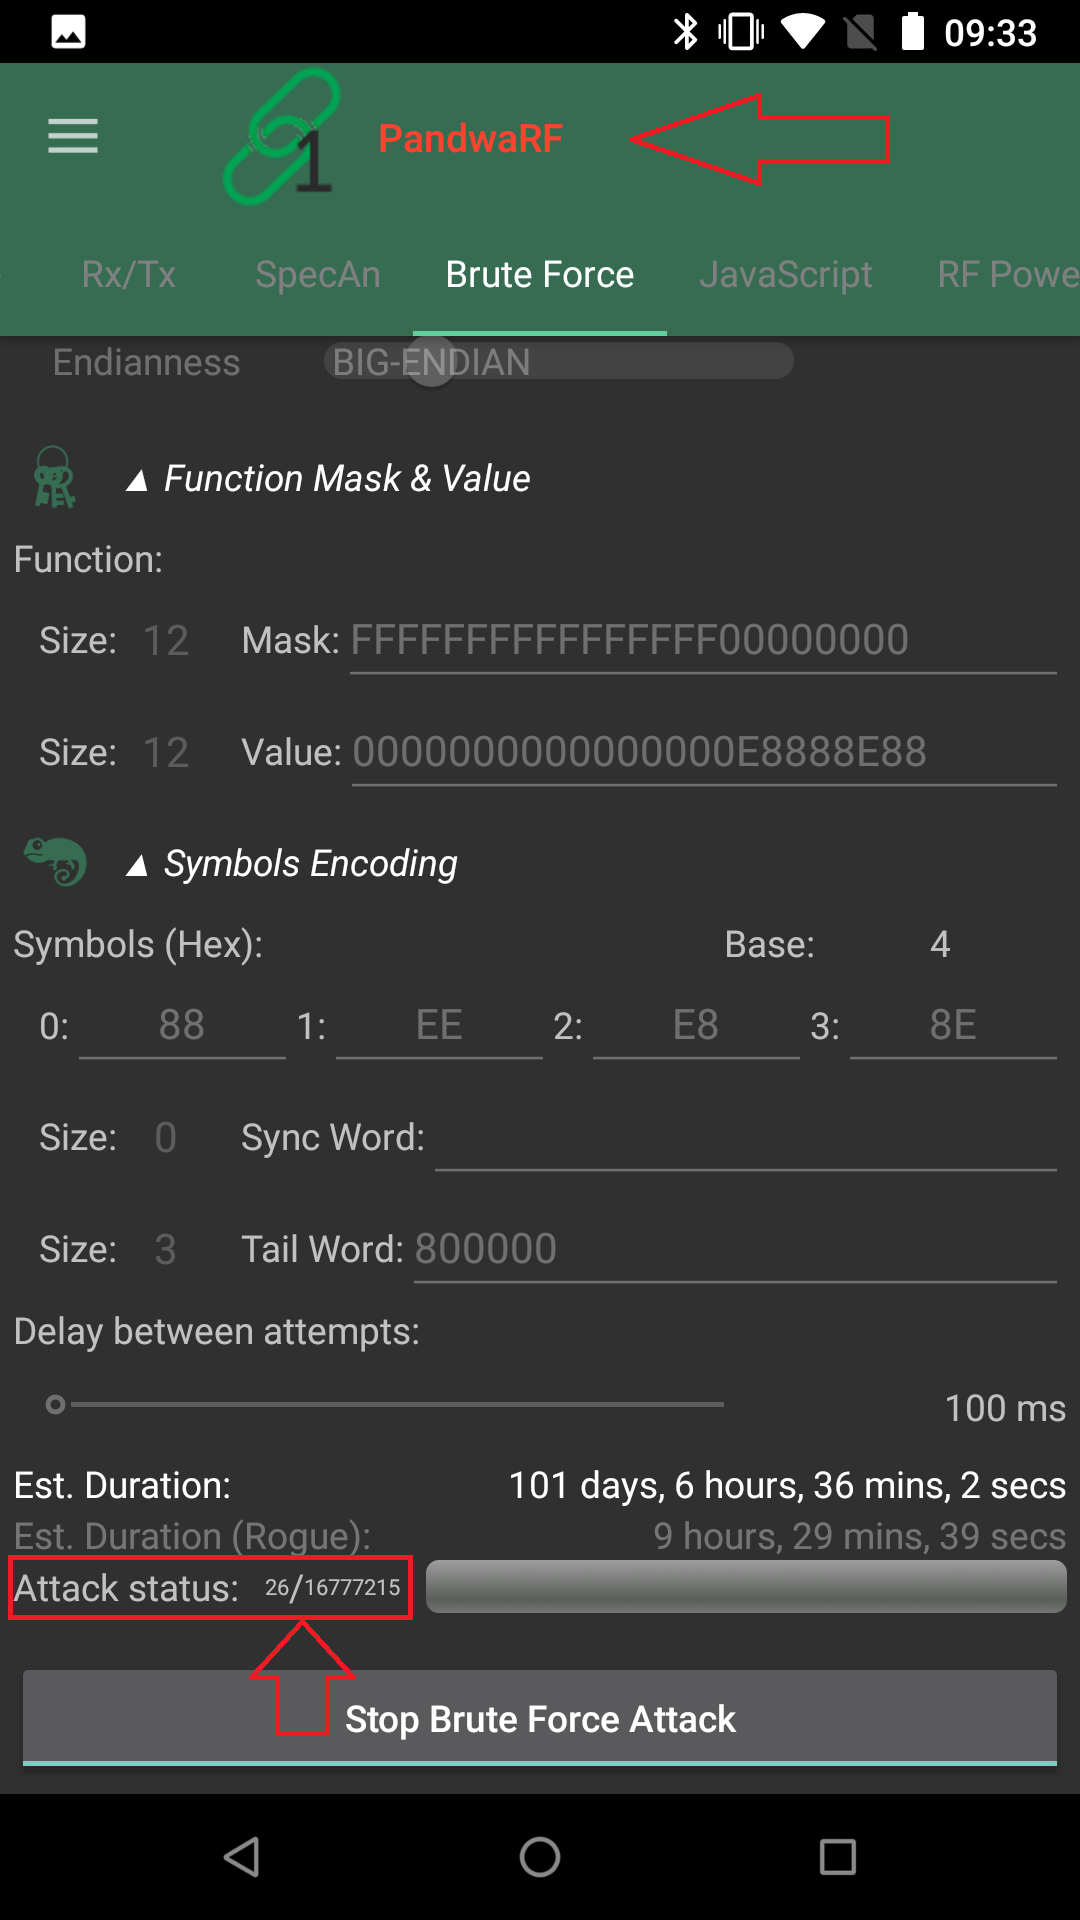 09:33
1 PandwaRF
Rx/Tx SpecAn Brute Force JavaScript RF Powe
Endianness BIG-ENDIAN
▲ Function Mask & Value
Function:
Size: 12 Mask: FFFFFFFFFFFFFFFF00000000
Size: 12 Value: 0000000000000000E8888E88
▲ Symbols Encoding
Symbols (Hex): Base: 4
0: 88 1: EE 2: E8 3: 8E
Size: 0 Sync Word:
Size: 3 Tail Word: 800000
Delay between attempts:
100 ms
Est. Duration: 101 days, 6 hours, 36 mins, 2 secs
Est. Duration (Rogue): 9 hours, 29 mins, 39 secs
Attack status: 26/16777215
Stop Brute Force Attack